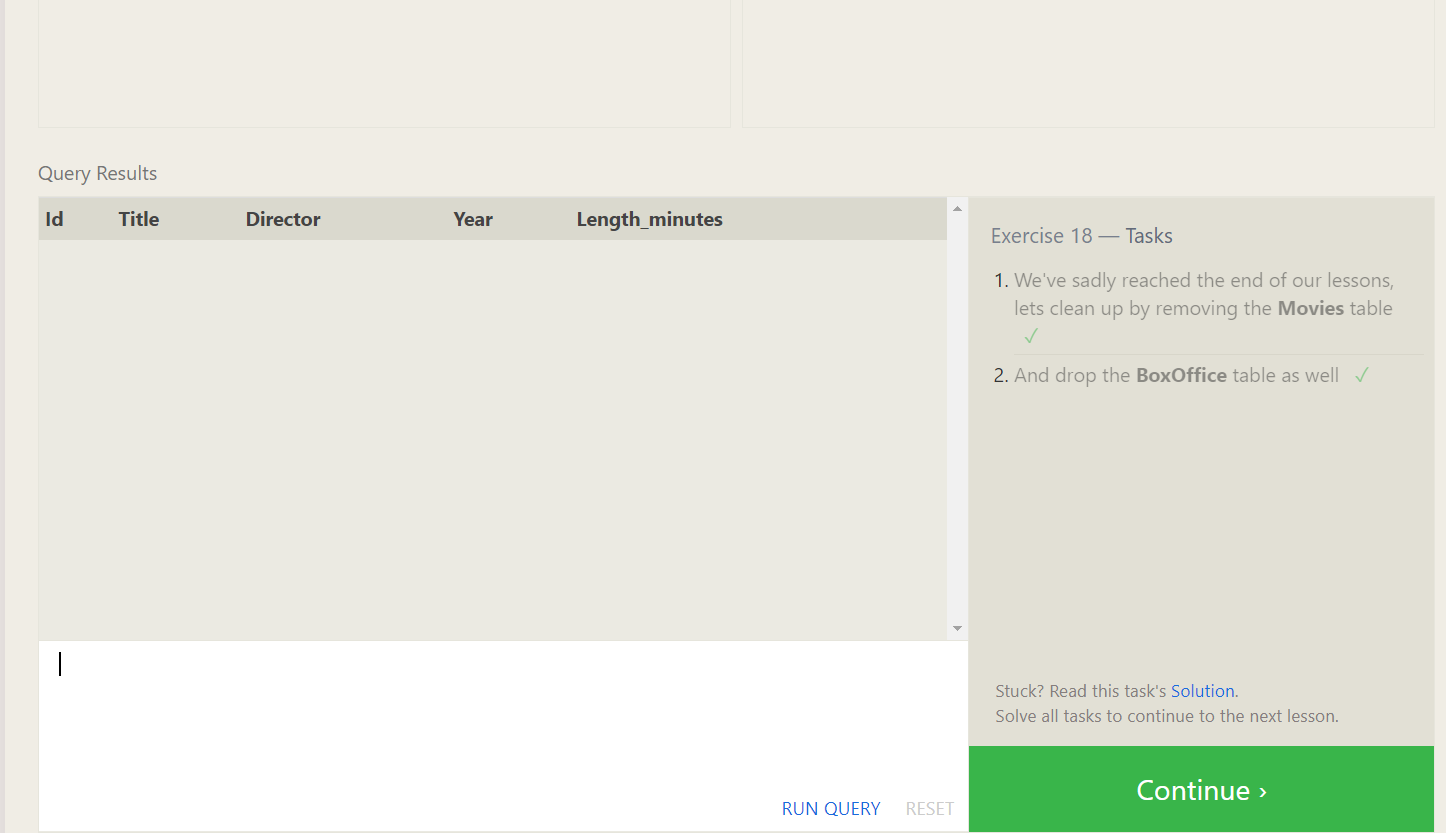 Query Results
Id Title Director Year Length_minutes
Exercise 18 — Tasks
1. We've sadly reached the end of our lessons,
lets clean up by removing the Movies table
✓
2. And drop the BoxOffice table as well ✓
Stuck? Read this task's Solution.
Solve all tasks to continue to the next lesson.
RUN QUERY RESET
Continue ›